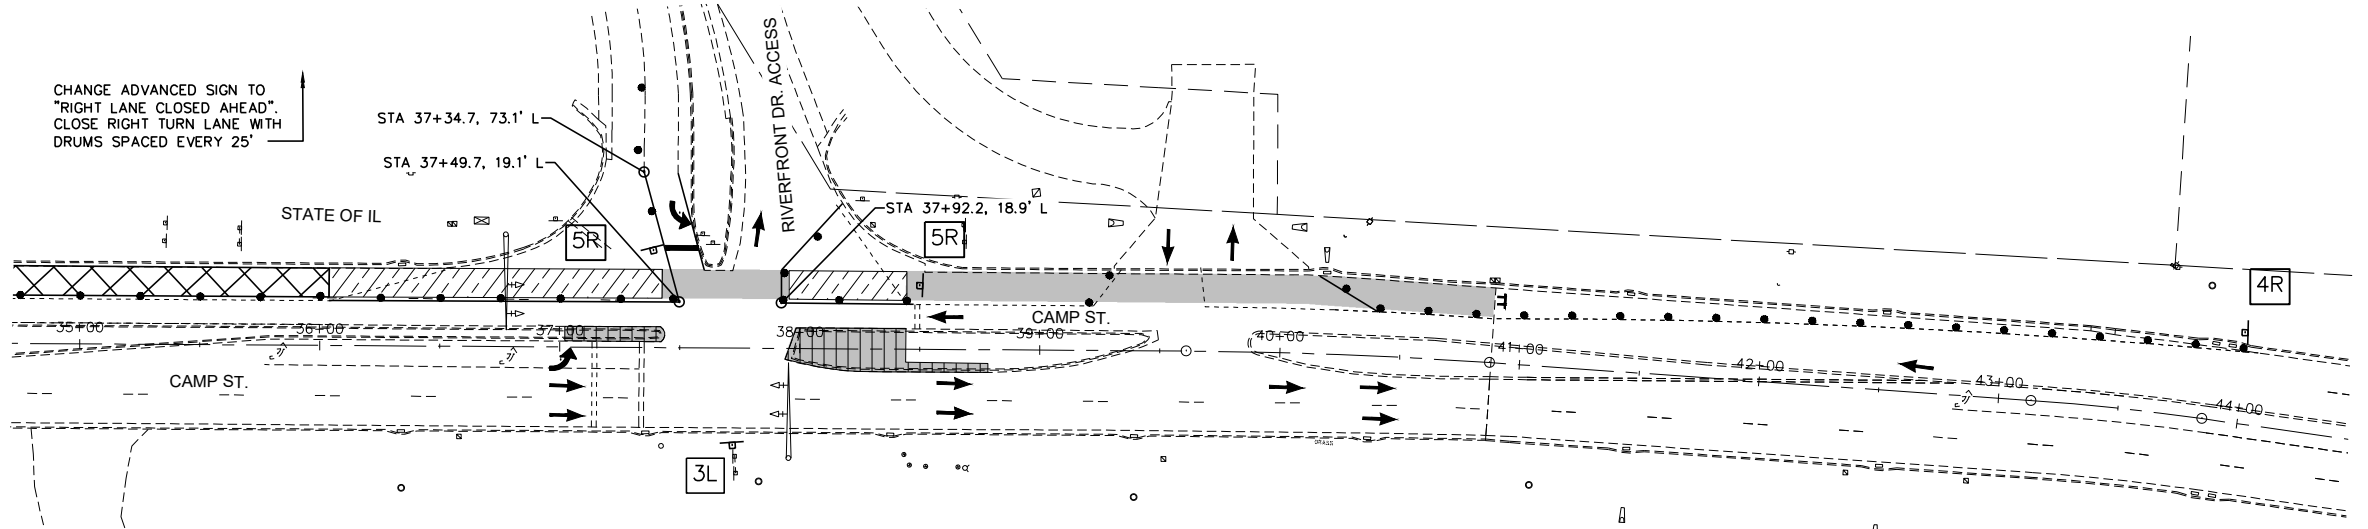 CHANGE ADVANCED SIGN TO
"RIGHT LANE CLOSED AHEAD".
CLOSE RIGHT TURN LANE WITH
DRUMS SPACED EVERY 25'
STA 37+34.7, 73.1' L
STA 37+49.7, 19.1' L
RIVERFRONT DR. ACCESS
STATE OF IL
STA 37+92.2, 18.9' L
5R
5R
4R
CAMP ST.
35+00
36+00
37+00
38+00
39+00
40+00
41+00
42+00
43+00
44+00
CAMP ST.
3L